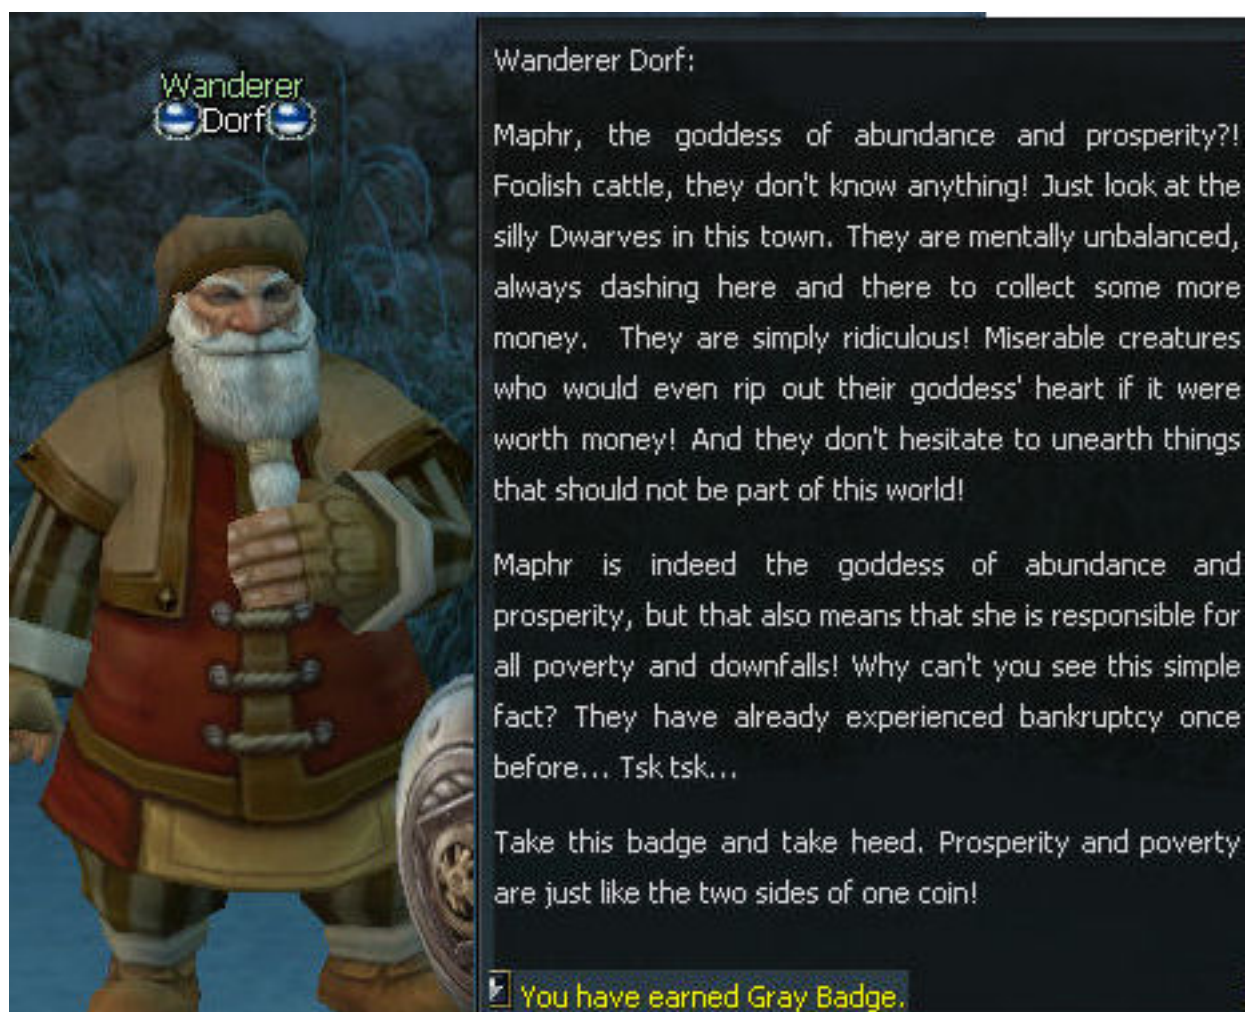 Wanderer
Dorf
Wanderer Dorf:
Maphr, the goddess of abundance and prosperity?!
Foolish cattle, they don't know anything! Just look at the
silly Dwarves in this town. They are mentally unbalanced,
always dashing here and there to collect some more
money. They are simply ridiculous! Miserable creatures
who would even rip out their goddess' heart if it were
worth money! And they don't hesitate to unearth things
that should not be part of this world!
Maphr is indeed the goddess of abundance and
prosperity, but that also means that she is responsible for
all poverty and downfalls! Why can't you see this simple
fact? They have already experienced bankruptcy once
before... Tsk tsk...
Take this badge and take heed. Prosperity and poverty
are just like the two sides of one coin!
You have earned Gray Badge.